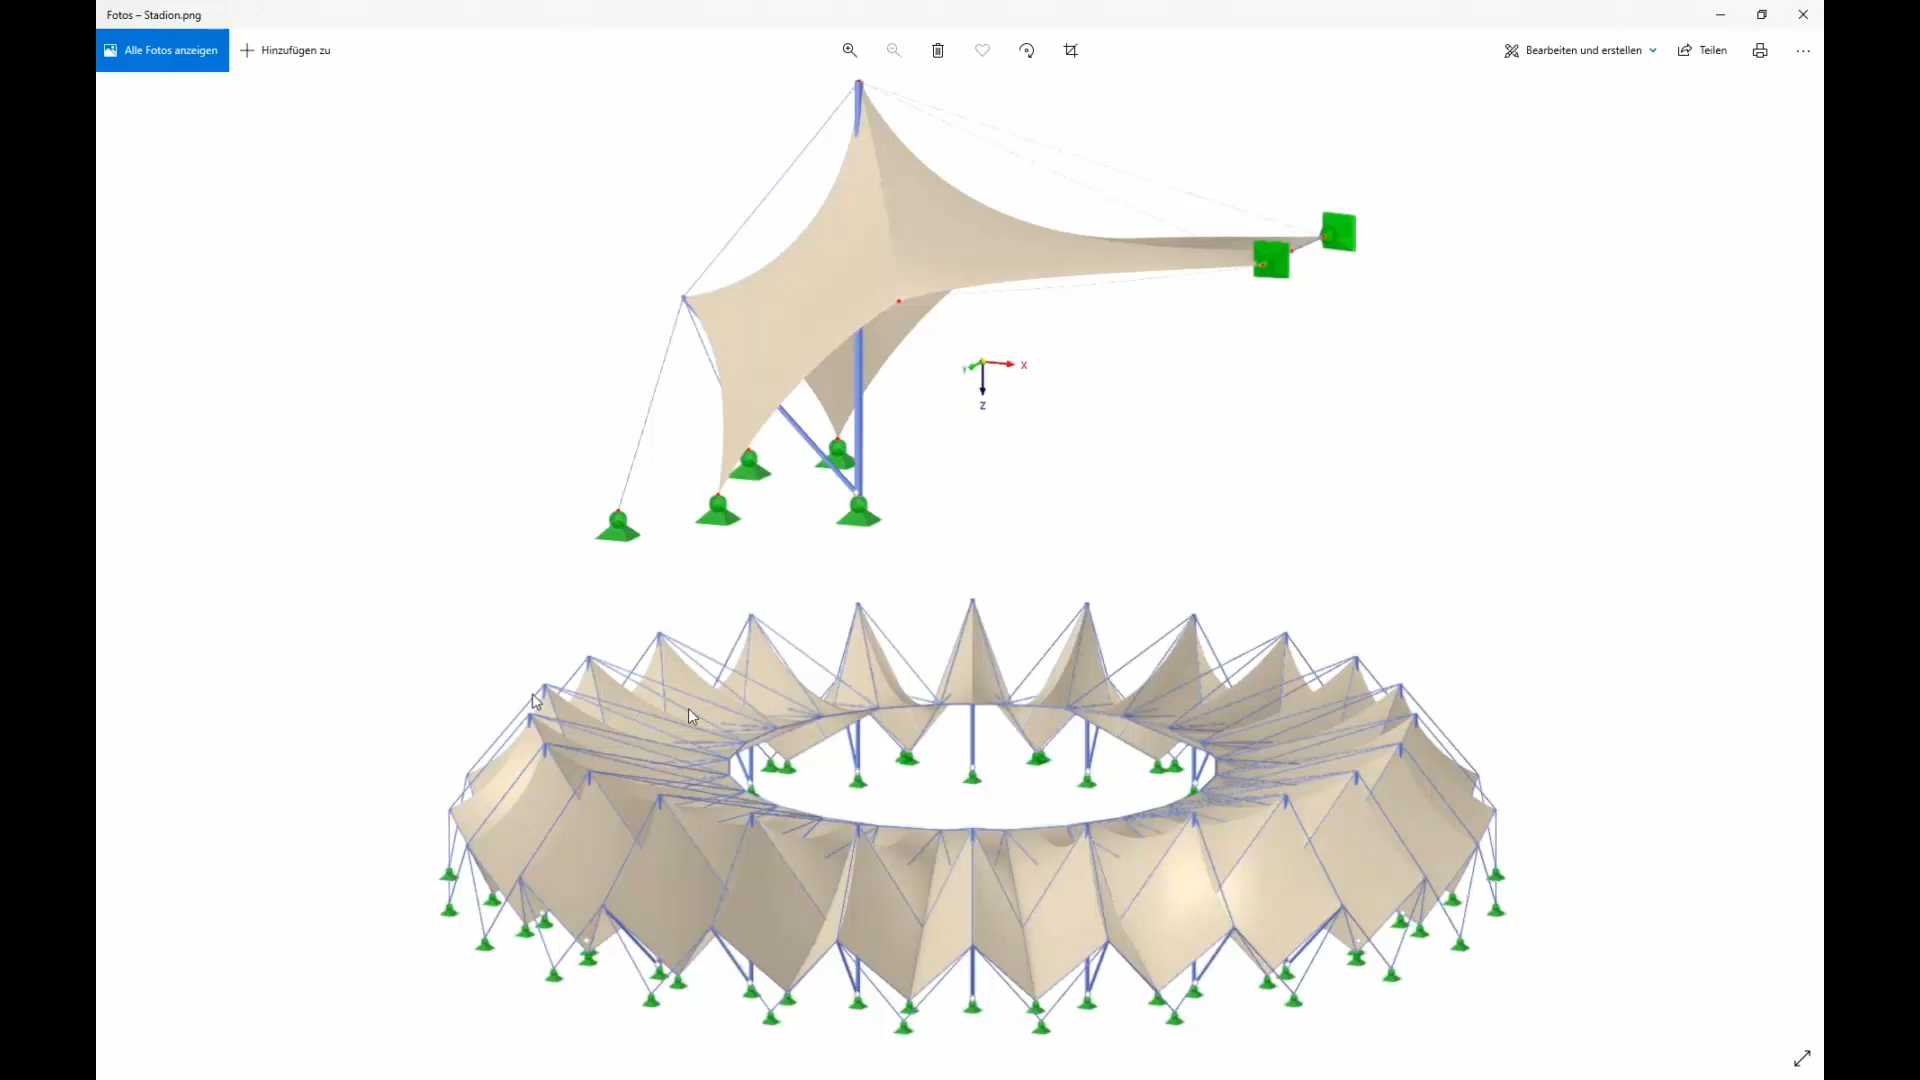 Fotos – Stadion.png
Alle Fotos anzeigen
Hinzufügen zu
Bearbeiten und erstellen
Teilen
X
Y
Z